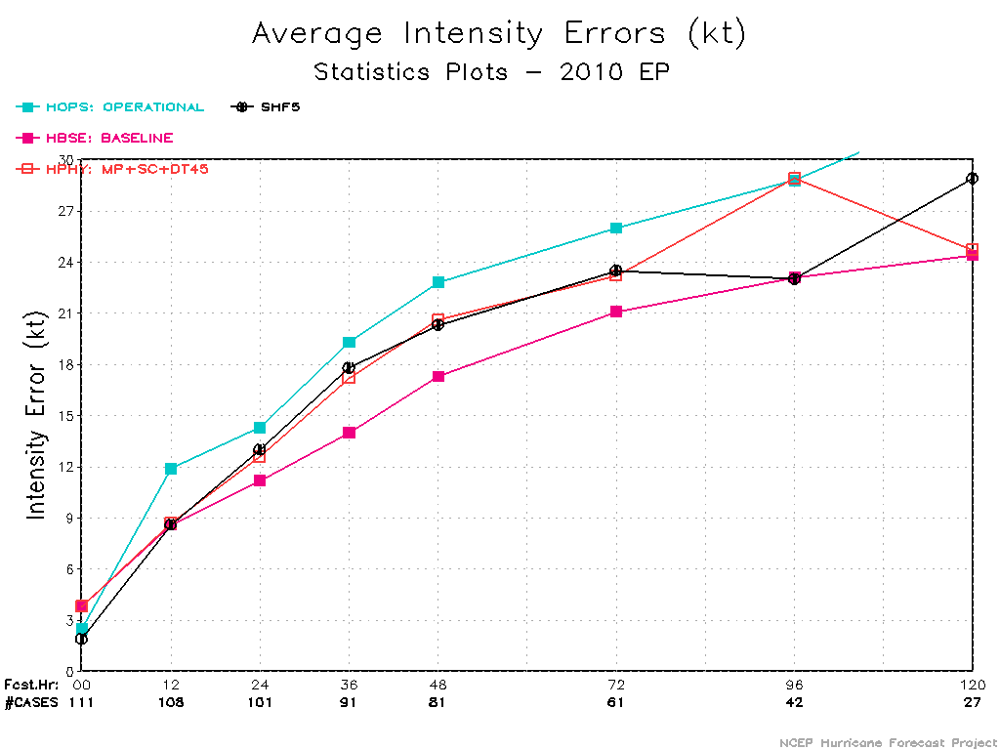 Average Intensity Errors (kt)
Statistics Plots - 2010 EP
HOPS: OPERATIONAL SHF5
HBSE: BASELINE
HPHY: MP+SC+DT45
30
27
24
21
18
15
12
9
6
3
0
Intensity Error (kt)
Fcst.Hr: 00 12 24 36 48 72 96 120
#CASES 111 108 101 91 81 61 42 27
NCEP Hurricane Forecast Project